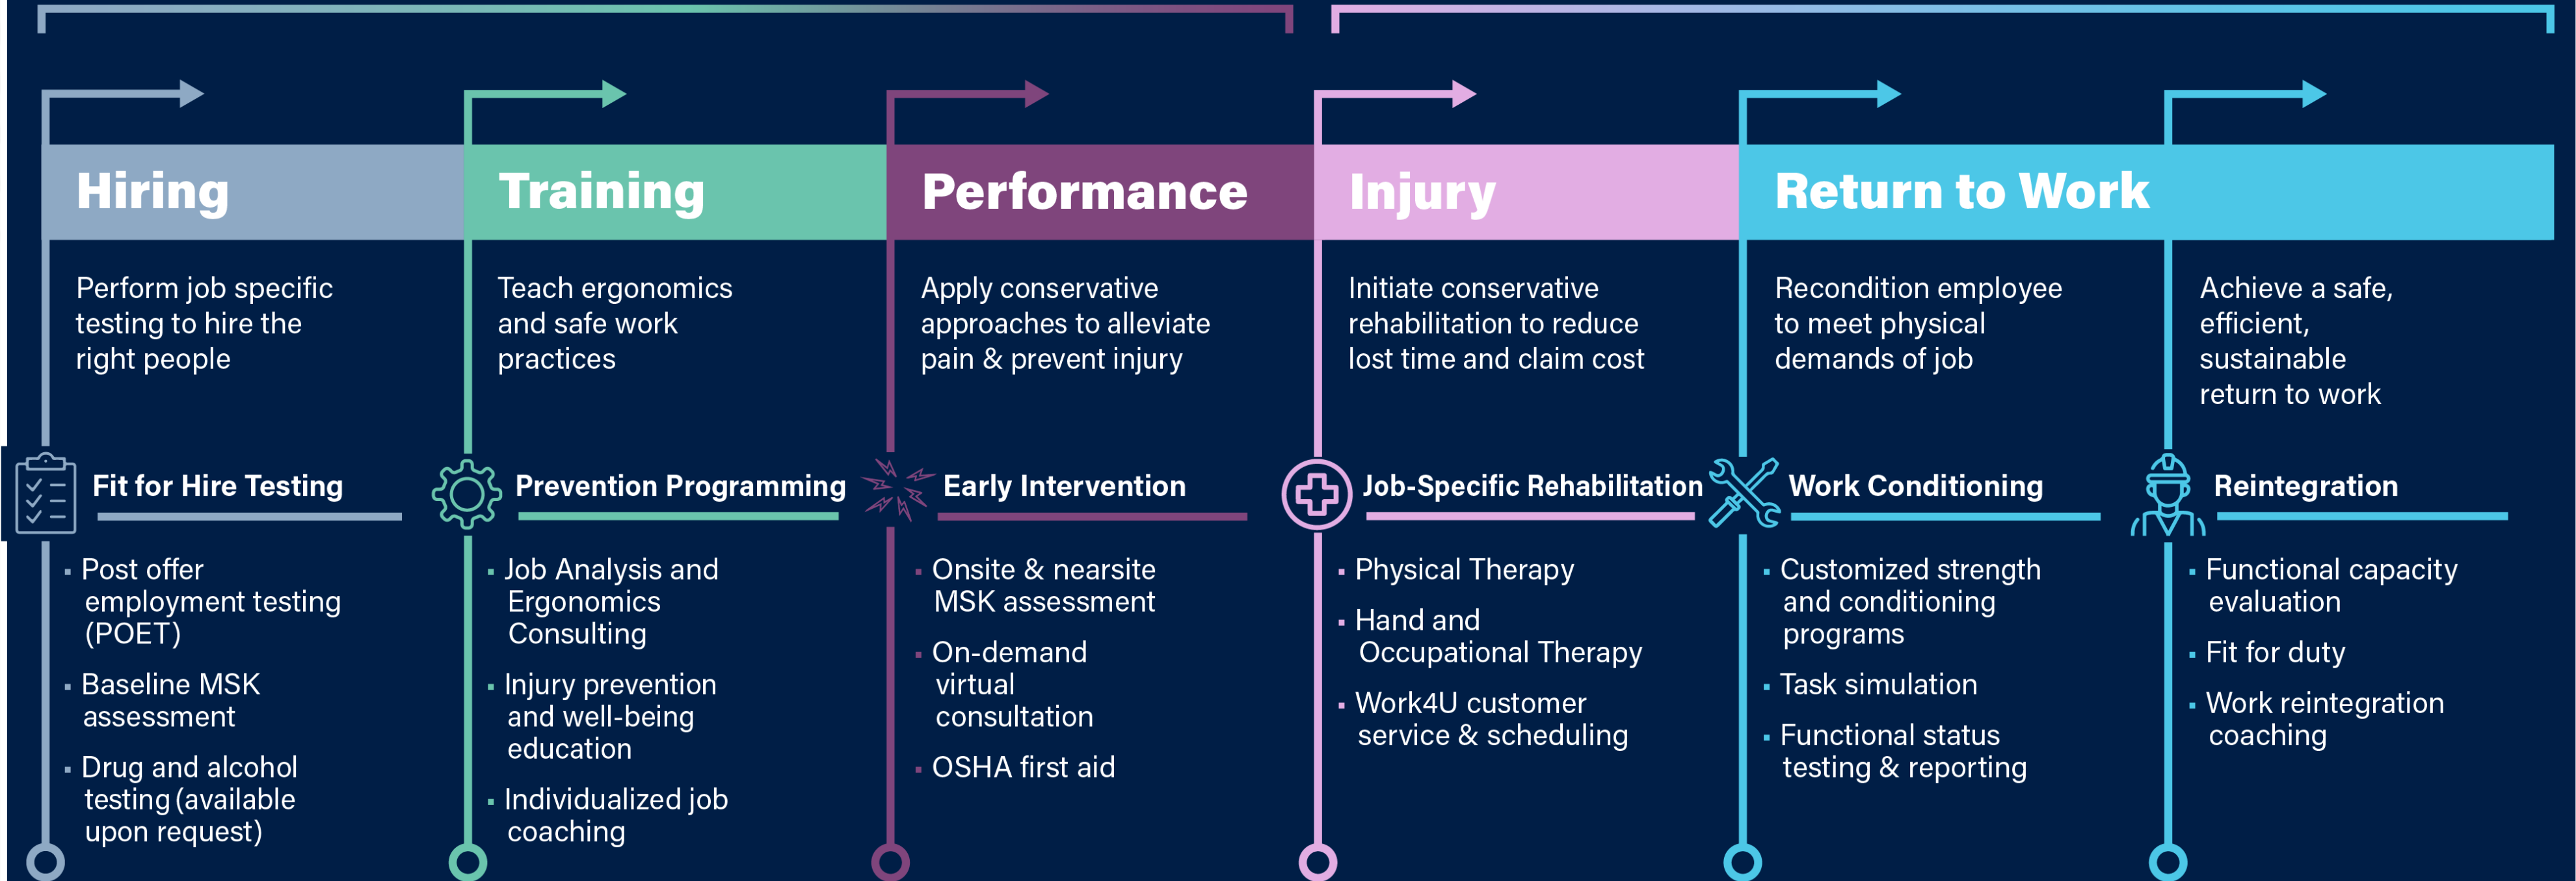 Hiring
Perform job specific
testing to hire the
right people
Fit for Hire Testing
Post offer
employment testing
(POET)
Baseline MSK
assessment
Drug and alcohol
testing (available
upon request)
Training
Teach ergonomics
and safe work
practices
Prevention Programming
Job Analysis and
Ergonomics
Consulting
Injury prevention
and well-being
education
Individualized job
coaching
Performance
Apply conservative
approaches to alleviate
pain & prevent injury
Early Intervention
Onsite & nearsite
MSK assessment
On-demand
virtual
consultation
OSHA first aid
Injury
Initiate conservative
rehabilitation to reduce
lost time and claim cost
Job-Specific Rehabilitation
Physical Therapy
Hand and
Occupational Therapy
Work4U customer
service & scheduling
Return to Work
Recondition employee
to meet physical
demands of job
Work Conditioning
Customized strength
and conditioning
programs
Task simulation
Functional status
testing & reporting
Achieve a safe,
efficient,
sustainable
return to work
Reintegration
Functional capacity
evaluation
Fit for duty
Work reintegration
coaching